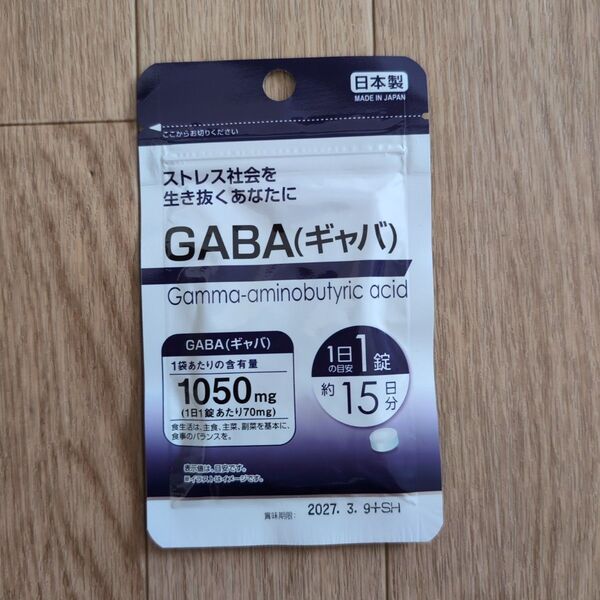 日本製
MADE IN JAPAN
ここからお切りください
ストレス社会を
生き抜くあなたに
GABA(ギャバ)
Gamma-aminobutyric acid
GABA(ギャバ)
1袋あたりの含有量
1050mg
(1日1錠あたり70mg)
食生活は、主食、主菜、副菜を基本に、
食事のバランスを。
1日の目安1錠
約15日分
表示値は、目安です。
※イラストはイメージです。
賞味期限: 2027. 3. 9+SH